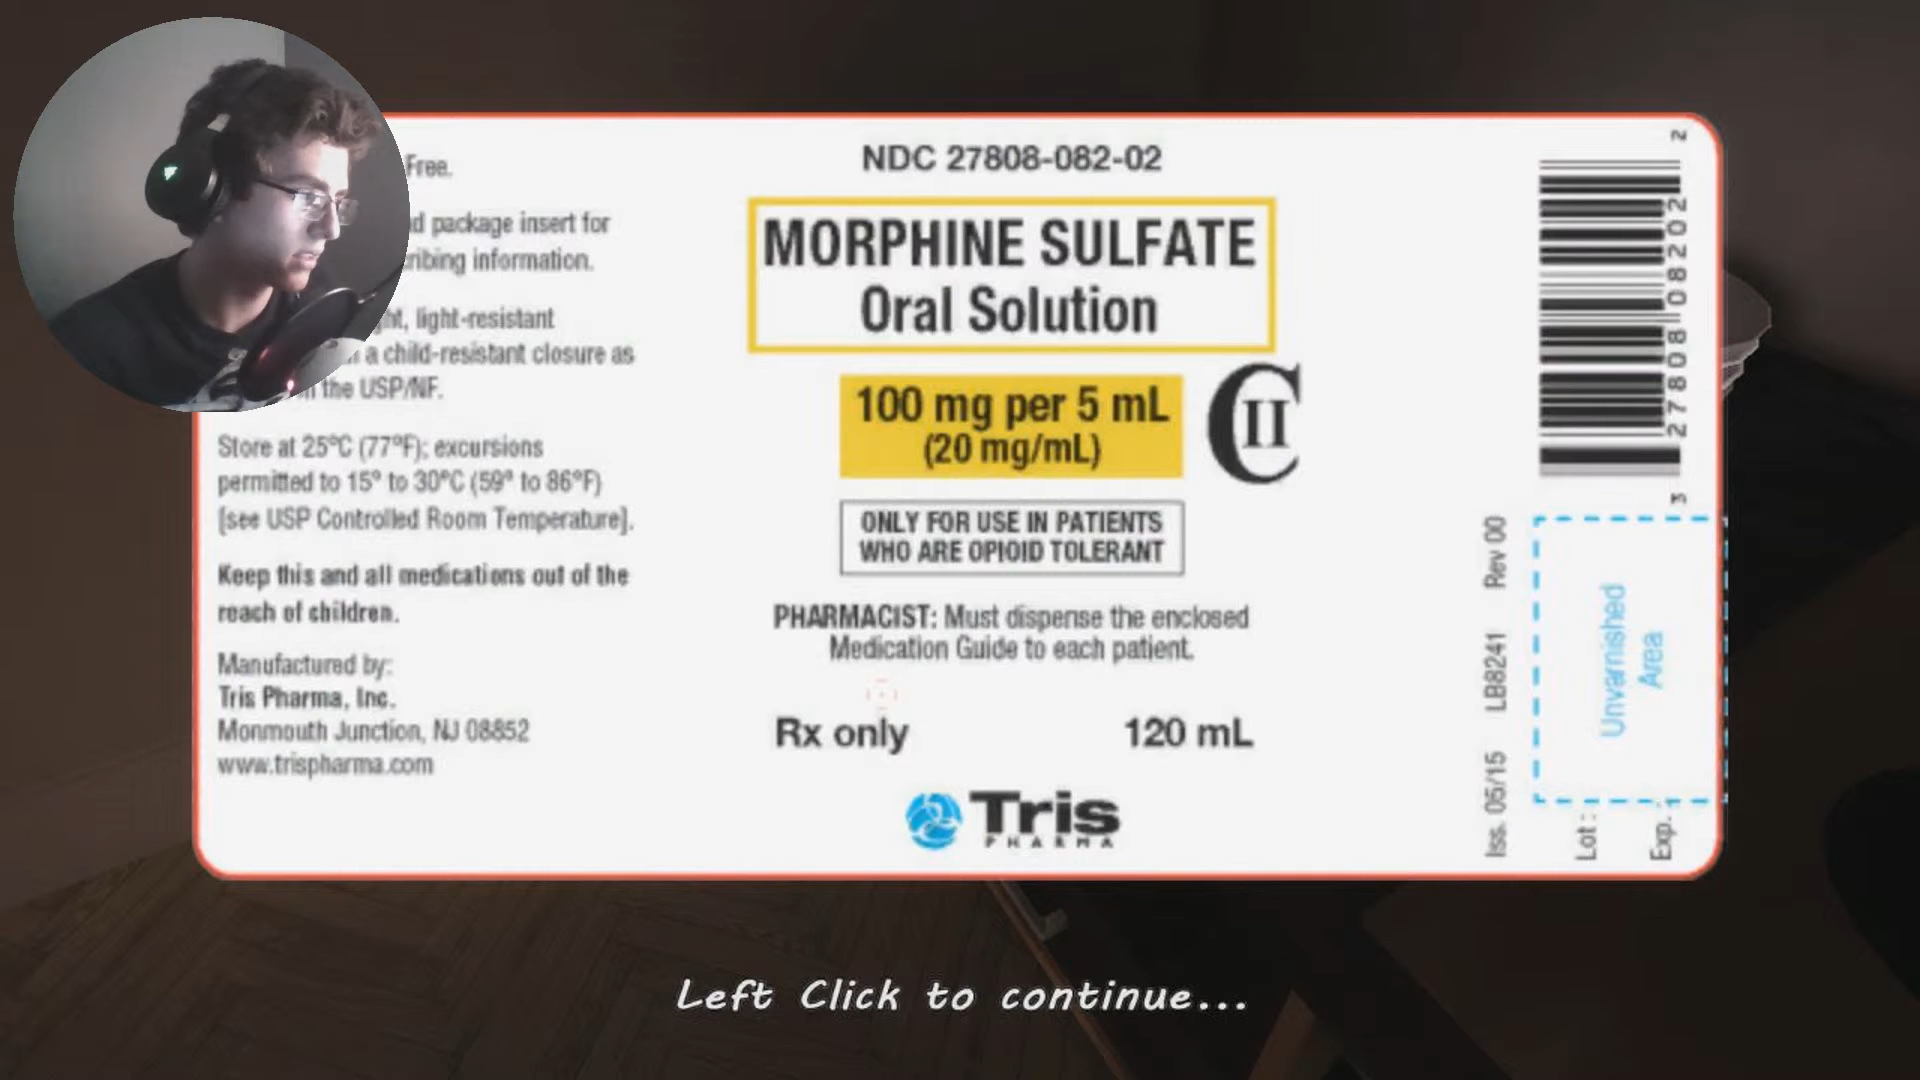 Free.
package insert for
information.
light-resistant
a child-resistant closure as
the USP/NF.
Store at 25°C (77°F); excursions
permitted to 15° to 30°C (59° to 86°F)
[see USP Controlled Room Temperature].
Keep this and all medications out of the
reach of children.
Manufactured by:
Tris Pharma, Inc.
Monmouth Junction, NJ 08852
www.trispharma.com
NDC 27808-082-02
MORPHINE SULFATE
Oral Solution
100 mg per 5 mL
(20 mg/mL)
CII
ONLY FOR USE IN PATIENTS
WHO ARE OPIOID TOLERANT
PHARMACIST: Must dispense the enclosed
Medication Guide to each patient.
Rx only 120 mL
Tris
PHARMA
3 27808 08202 2
Iss. 05/15 LB8241 Rev 00
Unvarnished
Area
Lot:
Exp.
Left Click to continue...